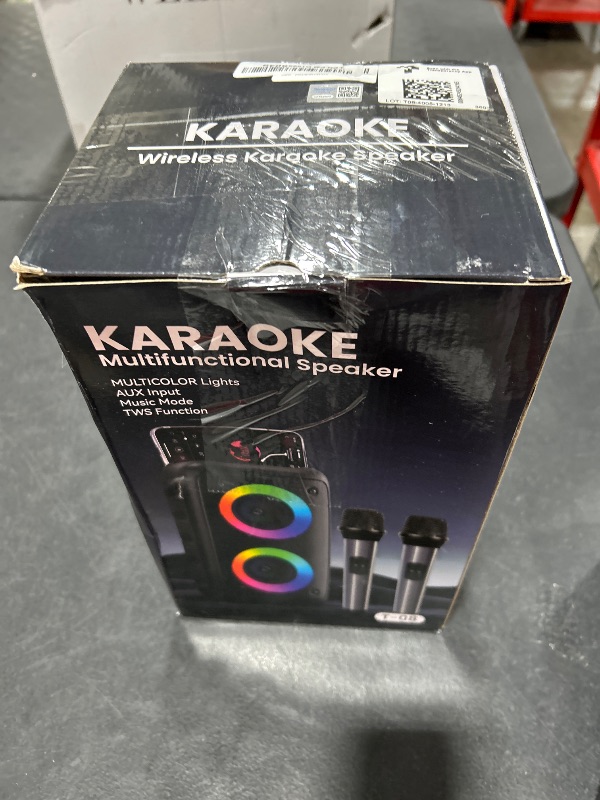 KARAOKE
Wireless Karaoke Speaker
KARAOKE
Multifunctional Speaker
MULTICOLOR Lights
AUX Input
Music Mode
TWS Function
T-08